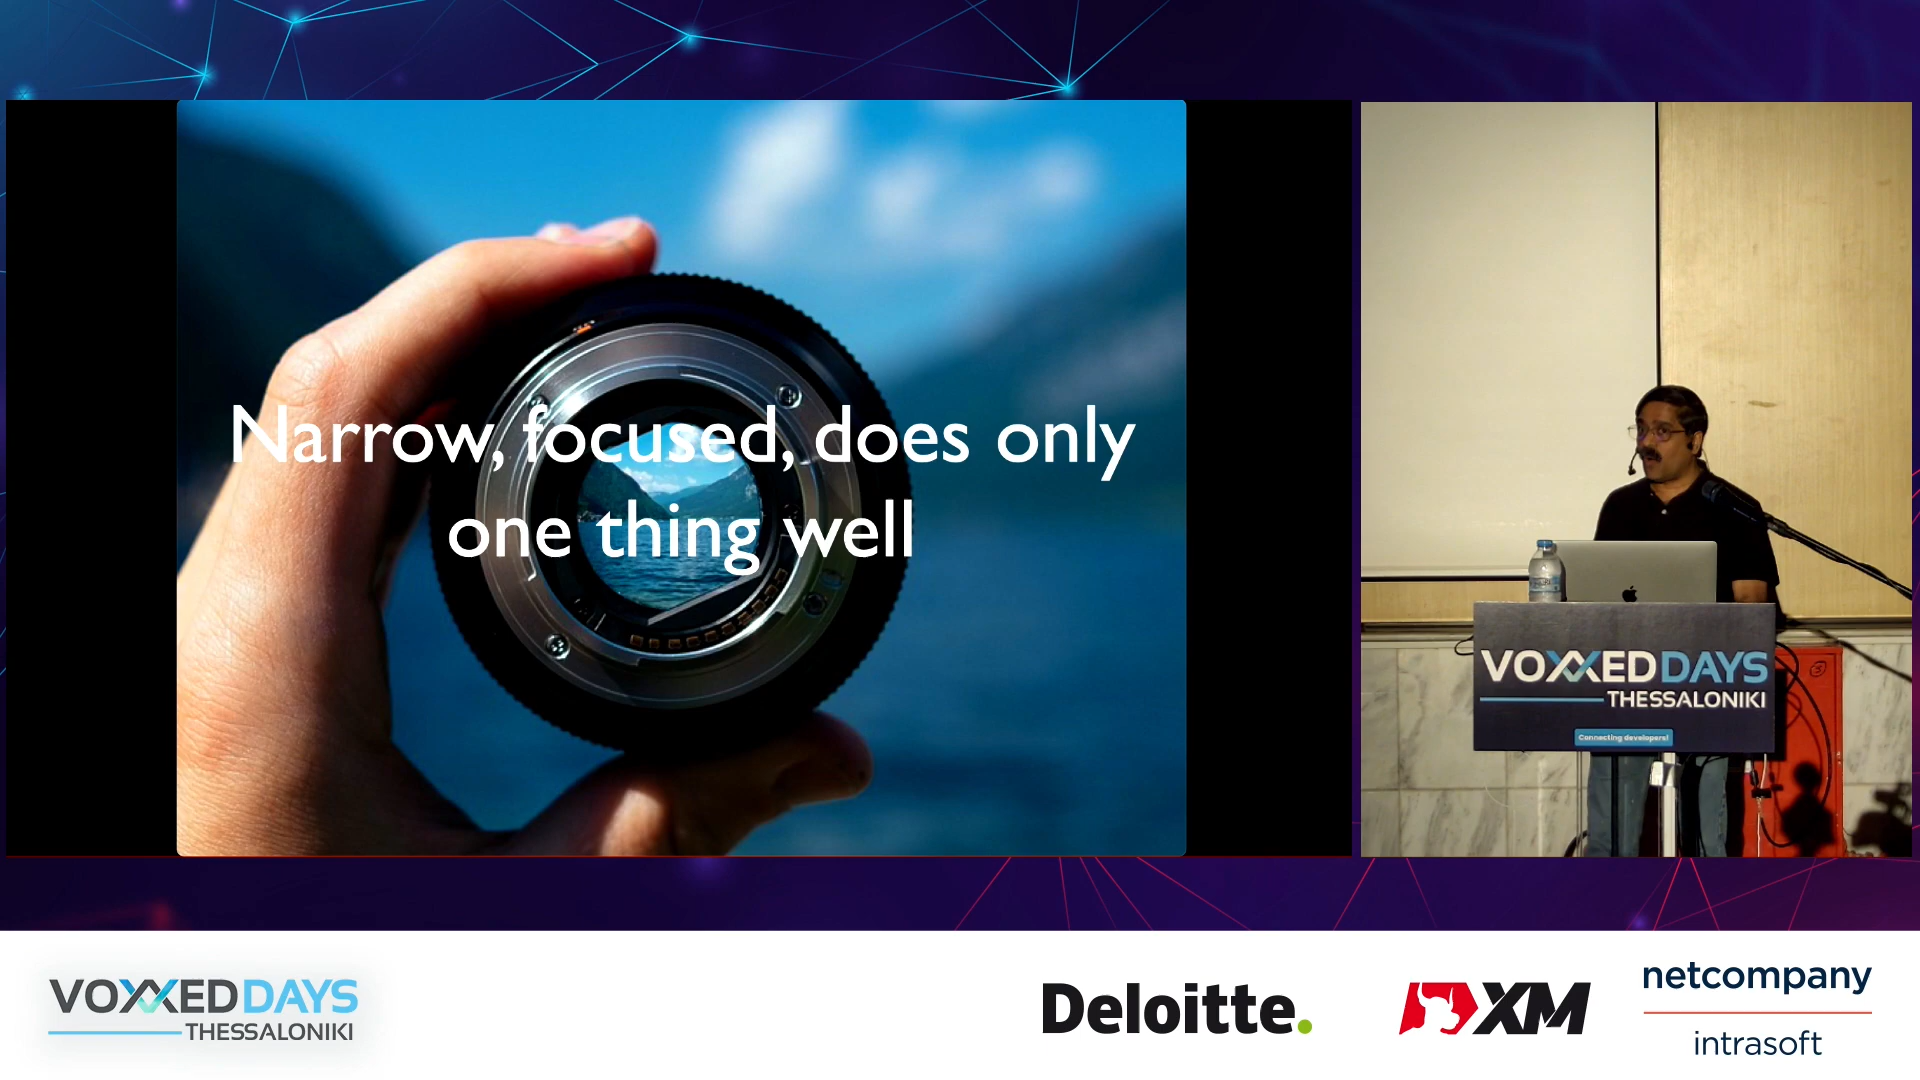 Narrow, focused, does only
one thing well
VOXXED DAYS
THESSALONIKI
Connecting developers!
VOXXED DAYS
THESSALONIKI
Deloitte.
XM
netcompany
intrasoft